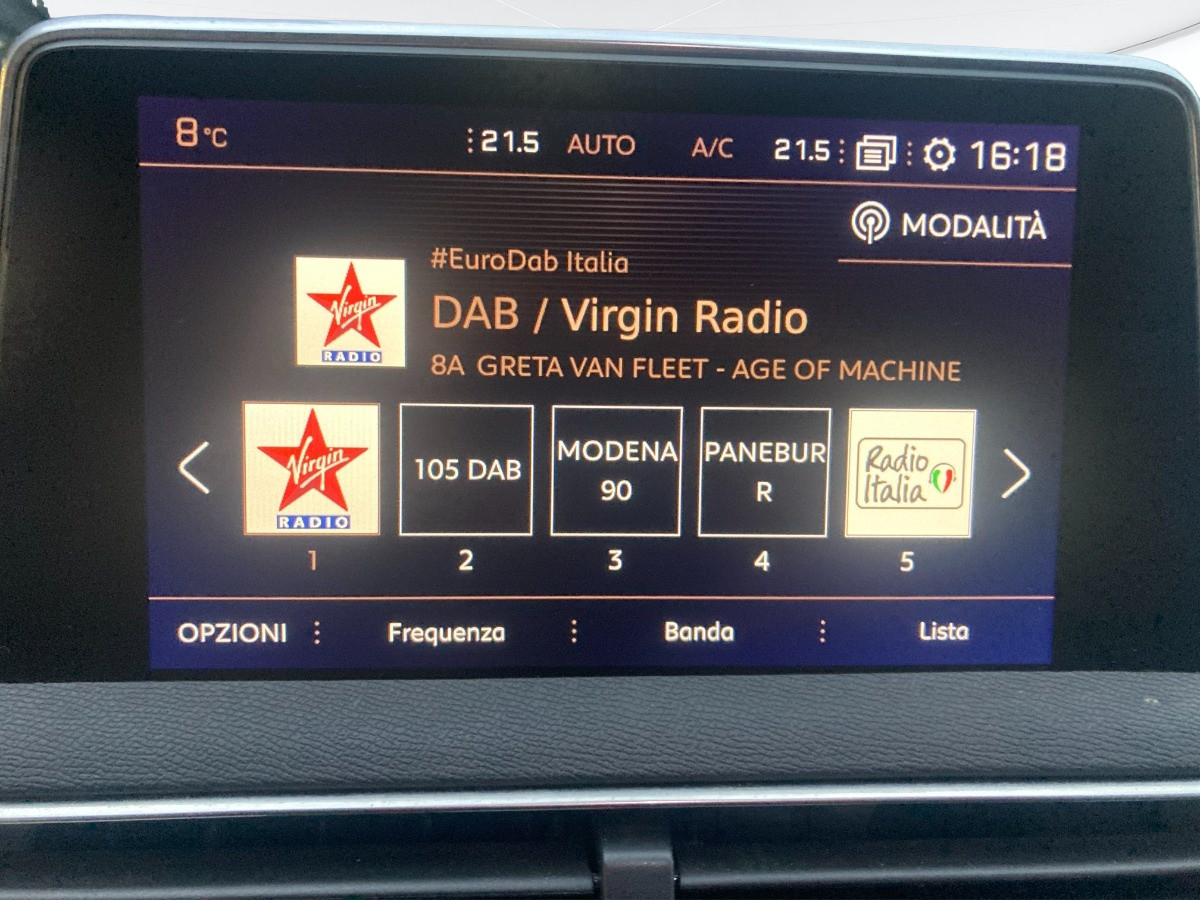 8°C 21.5 AUTO A/C 21.5 16:18
MODALITÀ
#EuroDab Italia
Virgin
RADIO
DAB / Virgin Radio
8A GRETA VAN FLEET - AGE OF MACHINE
Virgin
RADIO
105 DAB
MODENA
90
PANEBUR
R
Radio
Italia
1 2 3 4 5
OPZIONI Frequenza Banda Lista